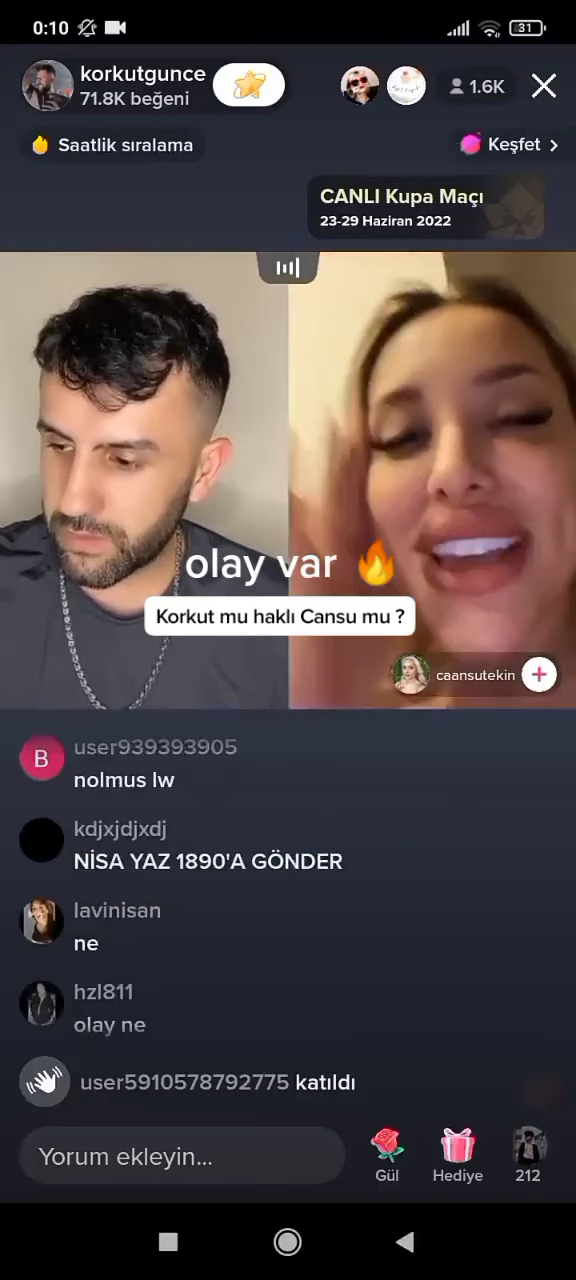 0:10
31
korkutgunce
71.8K beğeni
1.6K
Saatlik sıralama
Keşfet
CANLI Kupa Maçı
23-29 Haziran 2022
olay var 🔥
Korkut mu haklı Cansu mu ?
caansutekin
B
user939393905
nolmus lw
kdjxjdjxdj
NİSA YAZ 1890'A GÖNDER
lavinisan
ne
hzl811
olay ne
user5910578792775 katıldı
Yorum ekleyin...
Gül
Hediye
212